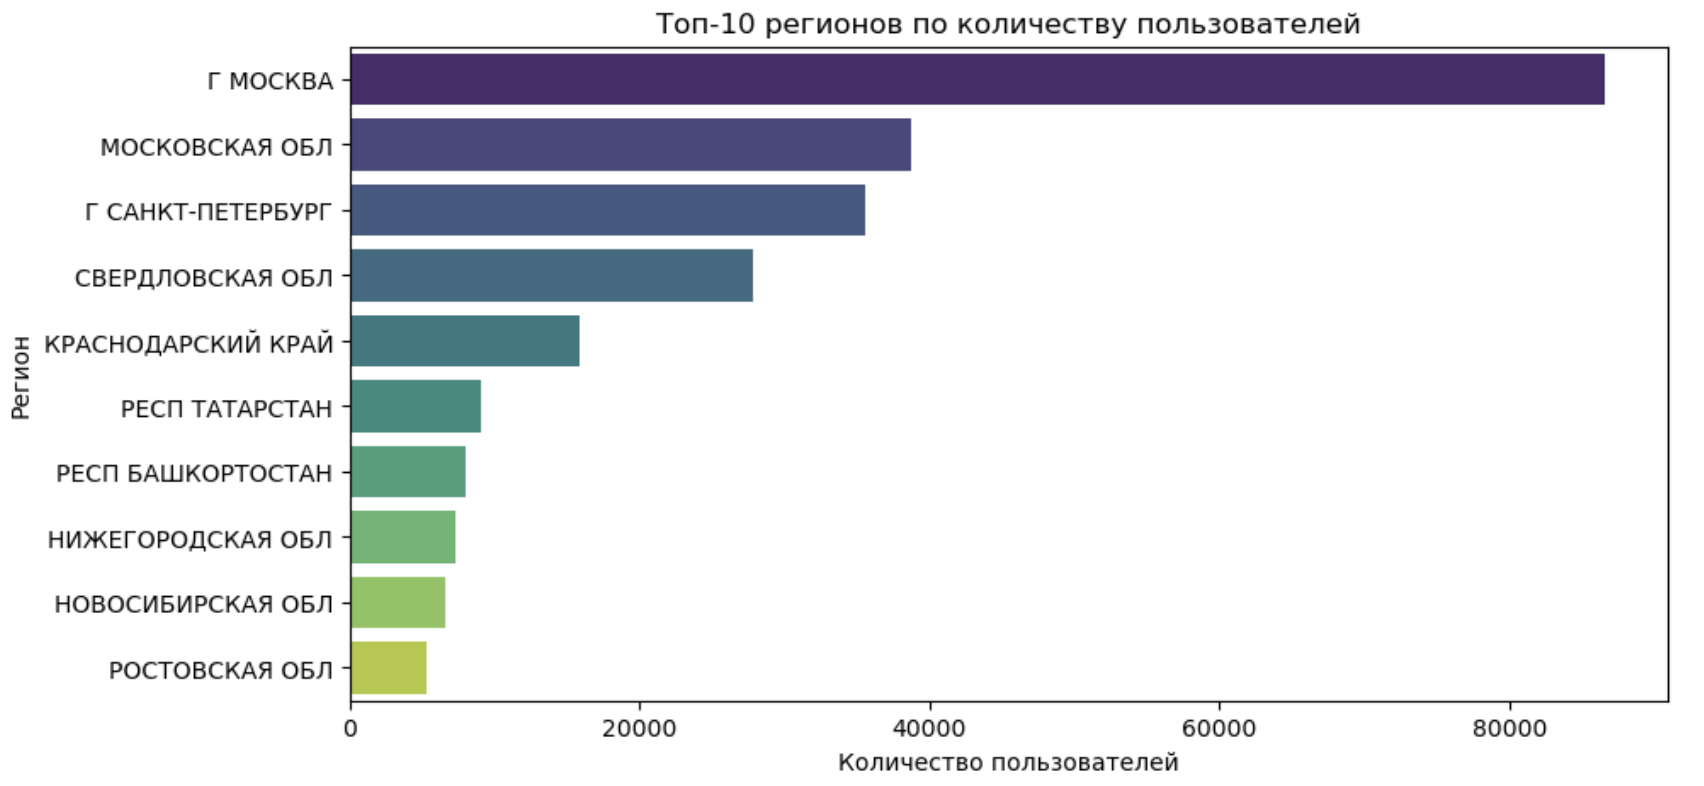 Топ-10 регионов по количеству пользователей
Г МОСКВА
МОСКОВСКАЯ ОБЛ
Г САНКТ-ПЕТЕРБУРГ
СВЕРДЛОВСКАЯ ОБЛ
КРАСНОДАРСКИЙ КРАЙ
РЕСП ТАТАРСТАН
РЕСП БАШКОРТОСТАН
НИЖЕГОРОДСКАЯ ОБЛ
НОВОСИБИРСКАЯ ОБЛ
РОСТОВСКАЯ ОБЛ
Регион
0 20000 40000 60000 80000
Количество пользователей